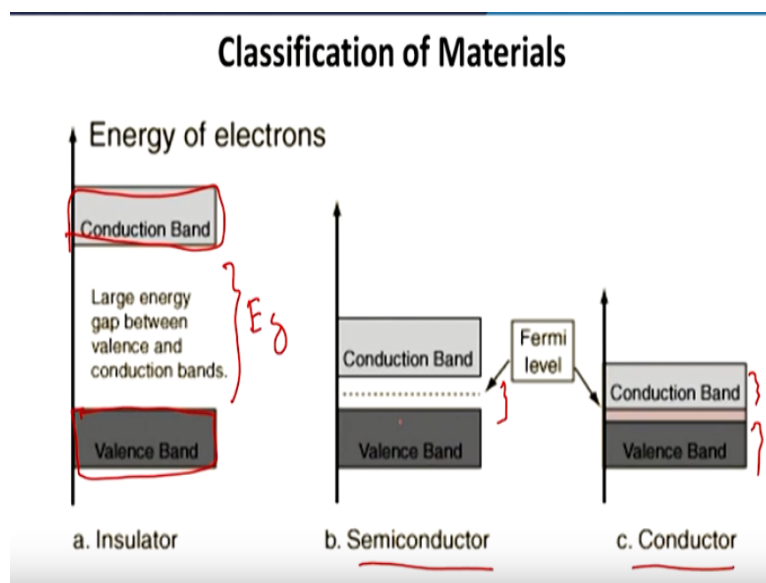 Classification of Materials
Energy of electrons
Conduction Band
Large energy
gap between
valence and
conduction bands.
Eg
Valence Band
a. Insulator
Conduction Band
Valence Band
b. Semiconductor
Fermi
level
Conduction Band
Valence Band
c. Conductor